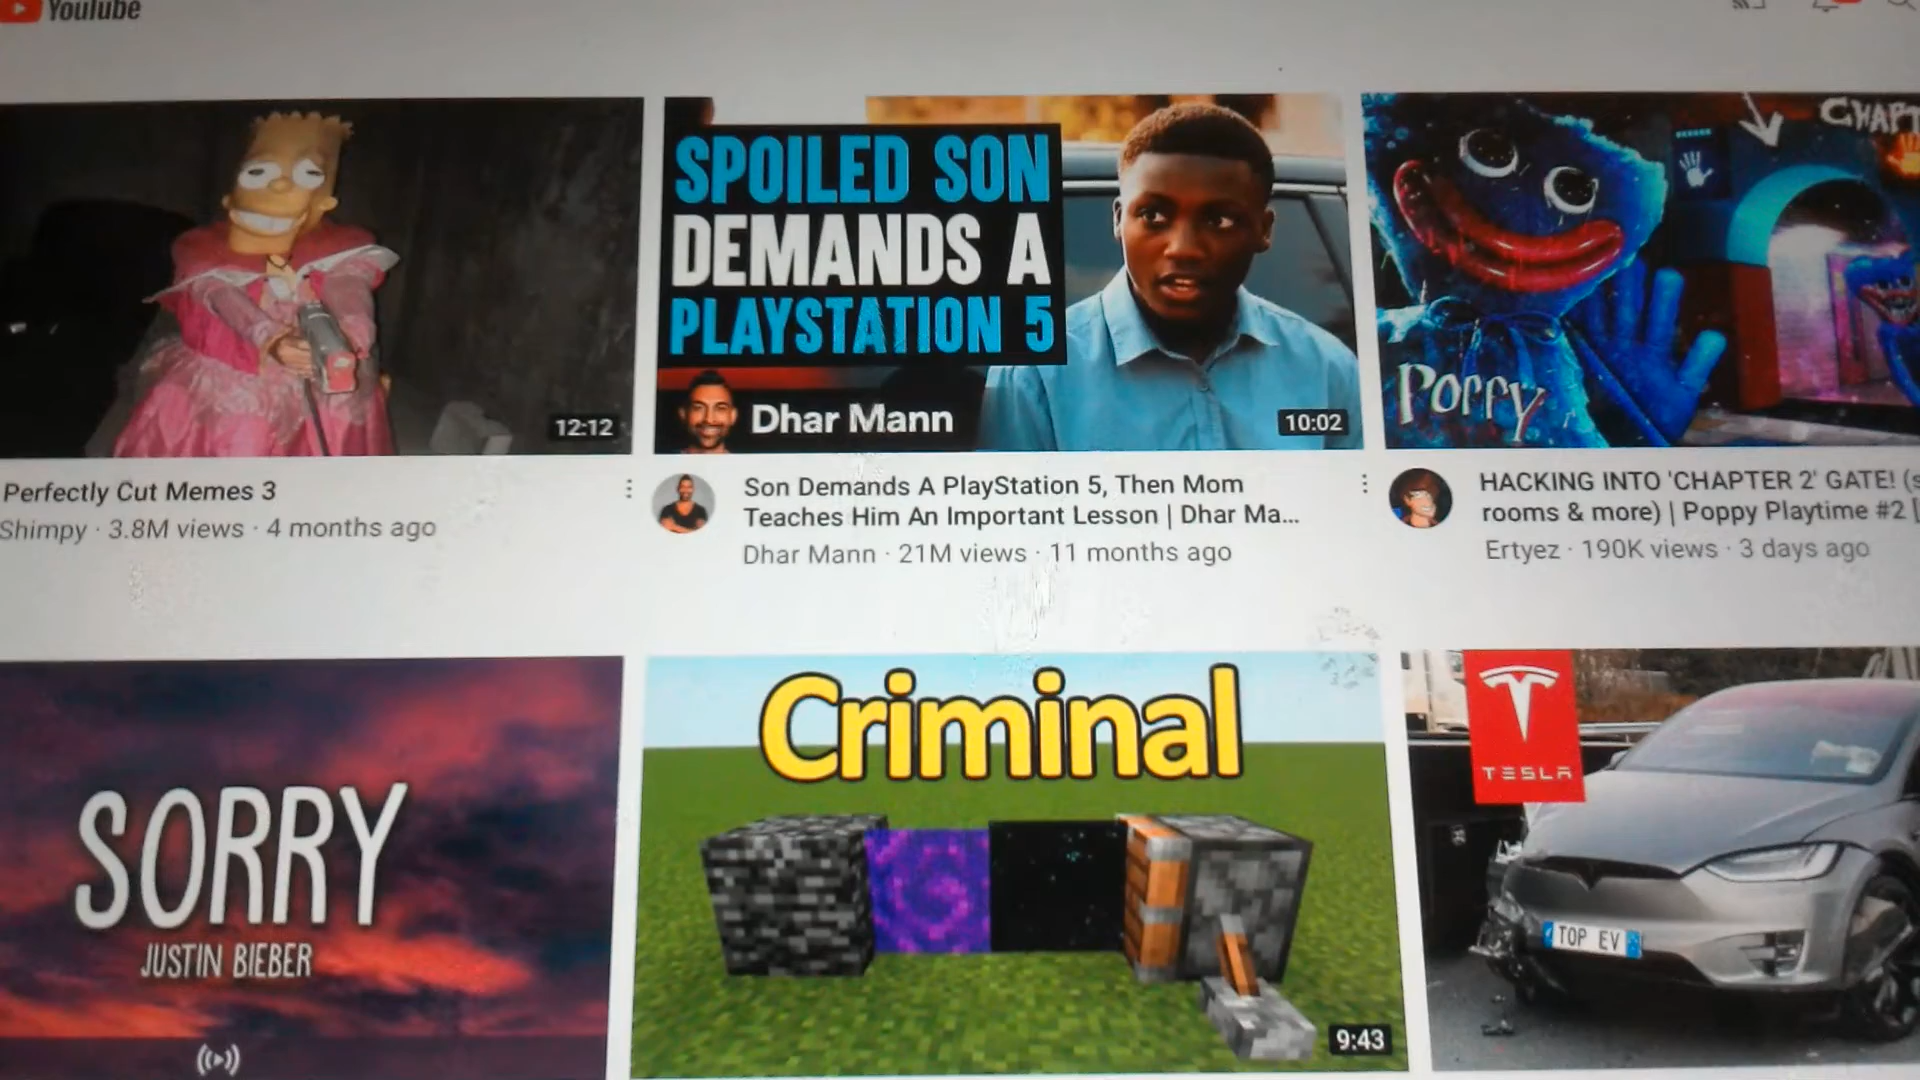 YouTube
SPOILED SON
DEMANDS A
PLAYSTATION 5
Dhar Mann
12:12
10:02
CHAPT
POPPY
Perfectly Cut Memes 3
Shimpy · 3.8M views · 4 months ago
Son Demands A PlayStation 5, Then Mom
Teaches Him An Important Lesson | Dhar Ma...
Dhar Mann · 21M views · 11 months ago
HACKING INTO 'CHAPTER 2' GATE! (s
rooms & more) | Poppy Playtime #2 [
Ertyez · 190K views · 3 days ago
SORRY
JUSTIN BIEBER
Criminal
9:43
TESLA
TOP EV